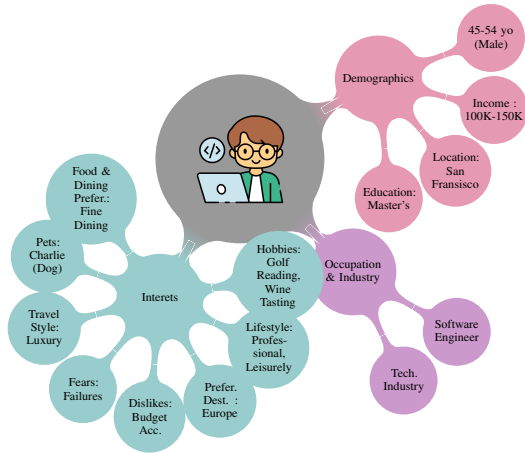 45-54 yo
(Male)
Demographics
Income :
100K-150K
Location:
San
Fransisco
Education:
Master's
</>
Food &
Dining
Prefer.:
Fine
Dining
Pets:
Charlie
(Dog)
Travel
Style:
Luxury
Fears:
Failures
Dislikes:
Budget
Acc.
Prefer.
Dest. :
Europe
Lifestyle:
Profes-
sional,
Leisurely
Hobbies:
Golf
Reading,
Wine
Tasting
Interets
Occupation
& Industry
Software
Engineer
Tech.
Industry